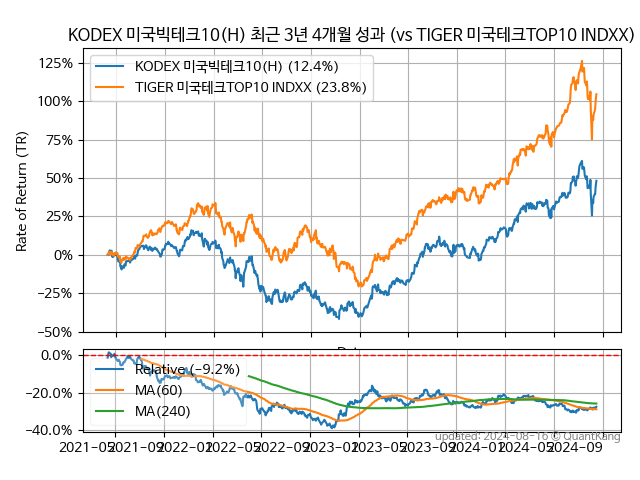 KODEX 미국빅테크10(H) 최근 3년 4개월 성과 (vs TIGER 미국테크TOP10 INDXX)
KODEX 미국빅테크10(H) (12.4%)
TIGER 미국테크TOP10 INDXX (23.8%)
Rate of Return (TR)
125%
100%
75%
50%
25%
0%
−25%
−50%
0.0%
−20.0%
−40.0%
Relative (−9.2%)
MA(60)
MA(240)
updated: 2024-08-16 © QuantKang
2021-05 2021-09 2022-01 2022-05 2022-09 2023-01 2023-05 2023-09 2024-01 2024-05 2024-09